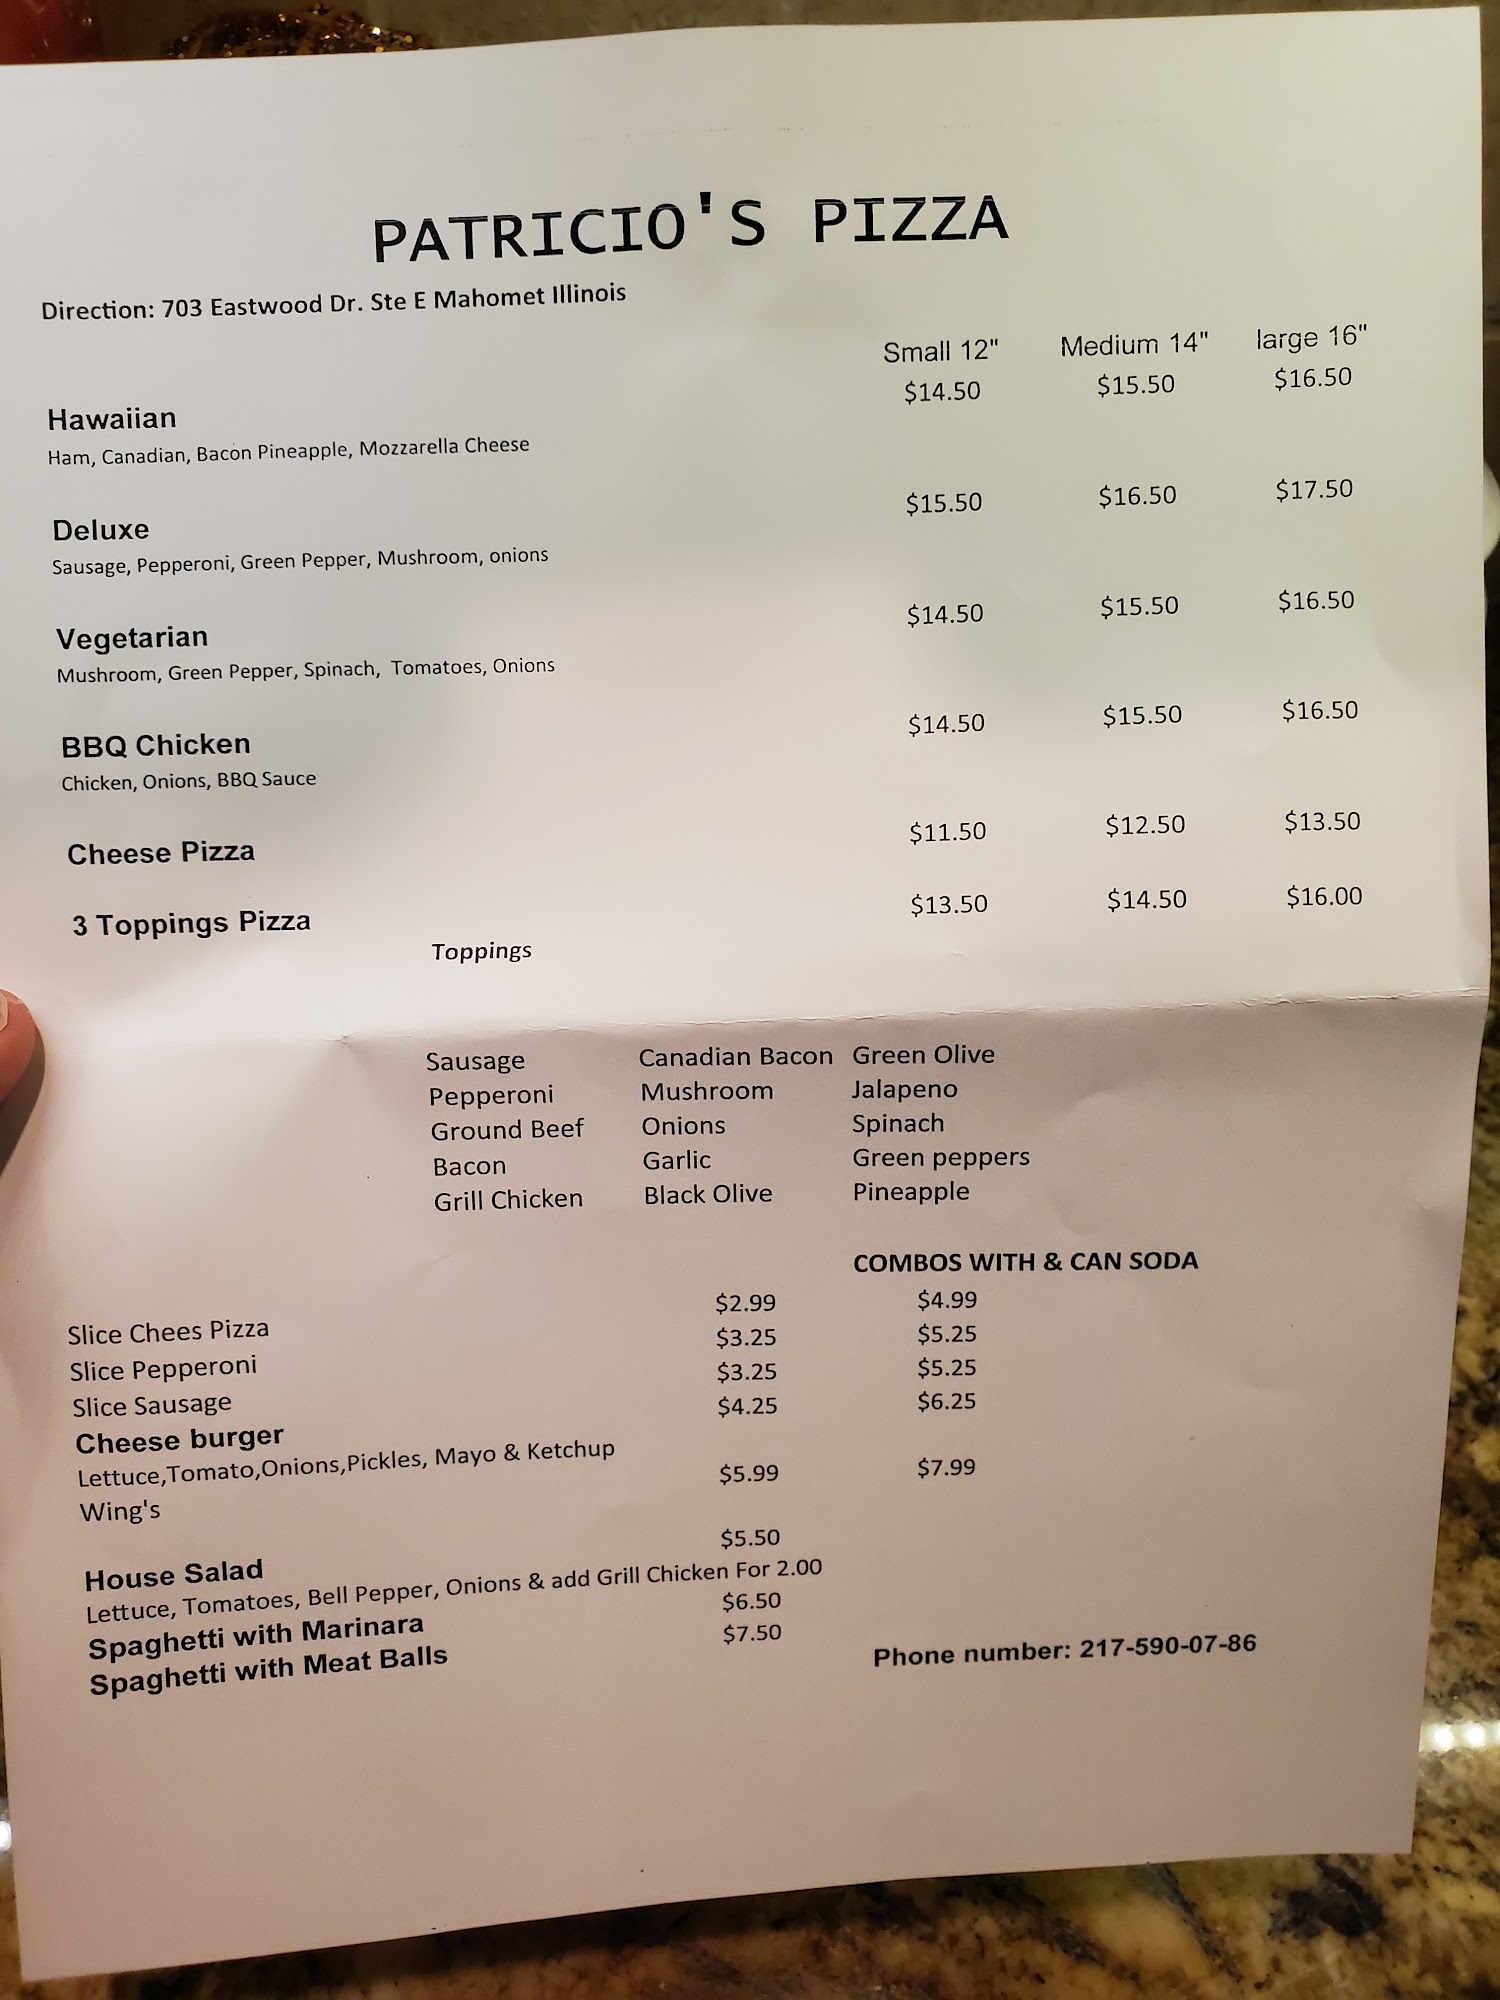 PATRICIO'S PIZZA
Direction: 703 Eastwood Dr. Ste E Mahomet Illinois
Small 12" Medium 14" large 16"
Hawaiian $14.50 $15.50 $16.50
Ham, Canadian, Bacon Pineapple, Mozzarella Cheese
Deluxe $15.50 $16.50 $17.50
Sausage, Pepperoni, Green Pepper, Mushroom, onions
Vegetarian $14.50 $15.50 $16.50
Mushroom, Green Pepper, Spinach, Tomatoes, Onions
BBQ Chicken $14.50 $15.50 $16.50
Chicken, Onions, BBQ Sauce
Cheese Pizza $11.50 $12.50 $13.50
3 Toppings Pizza $13.50 $14.50 $16.00
Toppings
Sausage Canadian Bacon Green Olive
Pepperoni Mushroom Jalapeno
Ground Beef Onions Spinach
Bacon Garlic Green peppers
Grill Chicken Black Olive Pineapple
COMBOS WITH & CAN SODA
Slice Chees Pizza $2.99 $4.99
Slice Pepperoni $3.25 $5.25
Slice Sausage $3.25 $5.25
Cheese burger $4.25 $6.25
Lettuce,Tomato,Onions,Pickles, Mayo & Ketchup
Wing's $5.99 $7.99
House Salad $5.50
Lettuce, Tomatoes, Bell Pepper, Onions & add Grill Chicken For 2.00
Spaghetti with Marinara $6.50
Spaghetti with Meat Balls $7.50
Phone number: 217-590-07-86